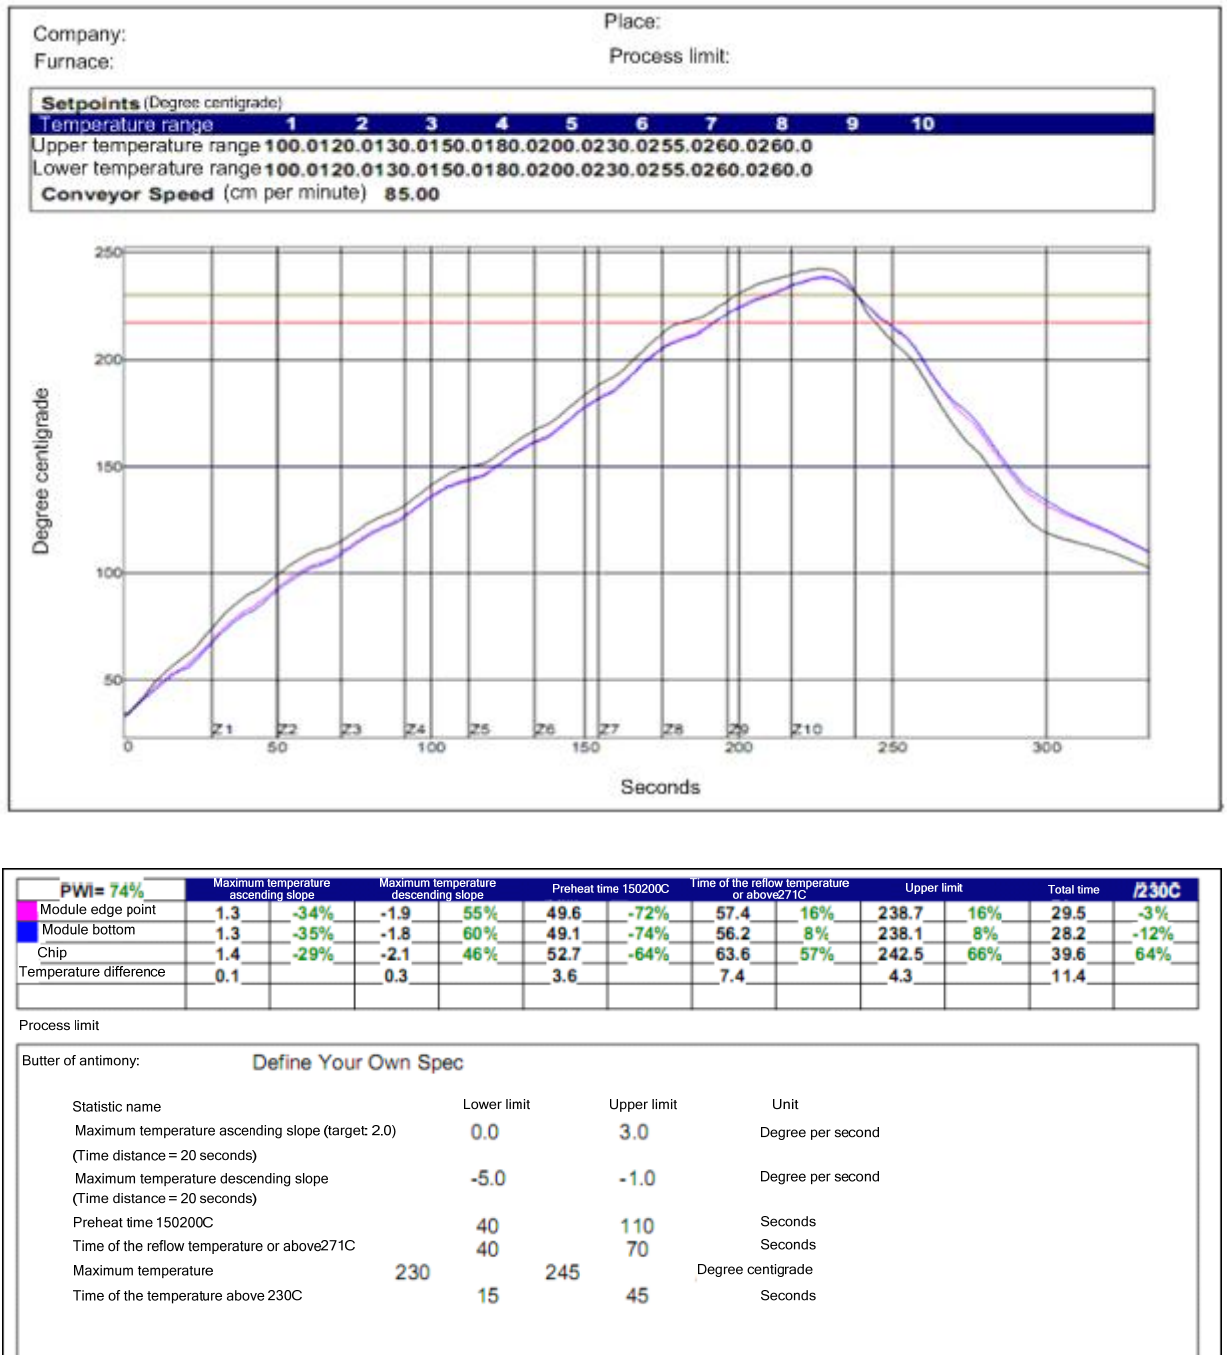 Company:
Place:
Furnace:
Process limit:
Setpoints (Degree centigrade)
Temperature range 1 2 3 4 5 6 7 8 9 10
Upper temperature range 100.0120.0130.0150.0180.0200.0230.0255.0260.0260.0
Lower temperature range 100.0120.0130.0150.0180.0200.0230.0255.0260.0260.0
Conveyor Speed (cm per minute) 85.00
250
200
150
100
50
Degree centigrade
Z1 Z2 Z3 Z4 Z5 Z6 Z7 Z8 Z9 Z10
0 50 100 150 200 250 300
Seconds
PWI= 74% Maximum temperature ascending slope Maximum temperature descending slope Preheat time 150200C Time of the reflow temperature or above271C Upper limit Total time /230C
Module edge point 1.3 -34% -1.9 55% 49.6 -72% 57.4 16% 238.7 16% 29.5 -3%
Module bottom 1.3 -35% -1.8 60% 49.1 -74% 56.2 8% 238.1 8% 28.2 -12%
Chip 1.4 -29% -2.1 46% 52.7 -64% 63.6 57% 242.5 66% 39.6 64%
Temperature difference 0.1 0.3 3.6 7.4 4.3 11.4
Process limit
Butter of antimony: Define Your Own Spec
Statistic name Lower limit Upper limit Unit
Maximum temperature ascending slope (target: 2.0) 0.0 3.0 Degree per second
(Time distance = 20 seconds)
Maximum temperature descending slope -5.0 -1.0 Degree per second
(Time distance = 20 seconds)
Preheat time 150200C 40 110 Seconds
Time of the reflow temperature or above271C 40 70 Seconds
Maximum temperature 230 245 Degree centigrade
Time of the temperature above 230C 15 45 Seconds